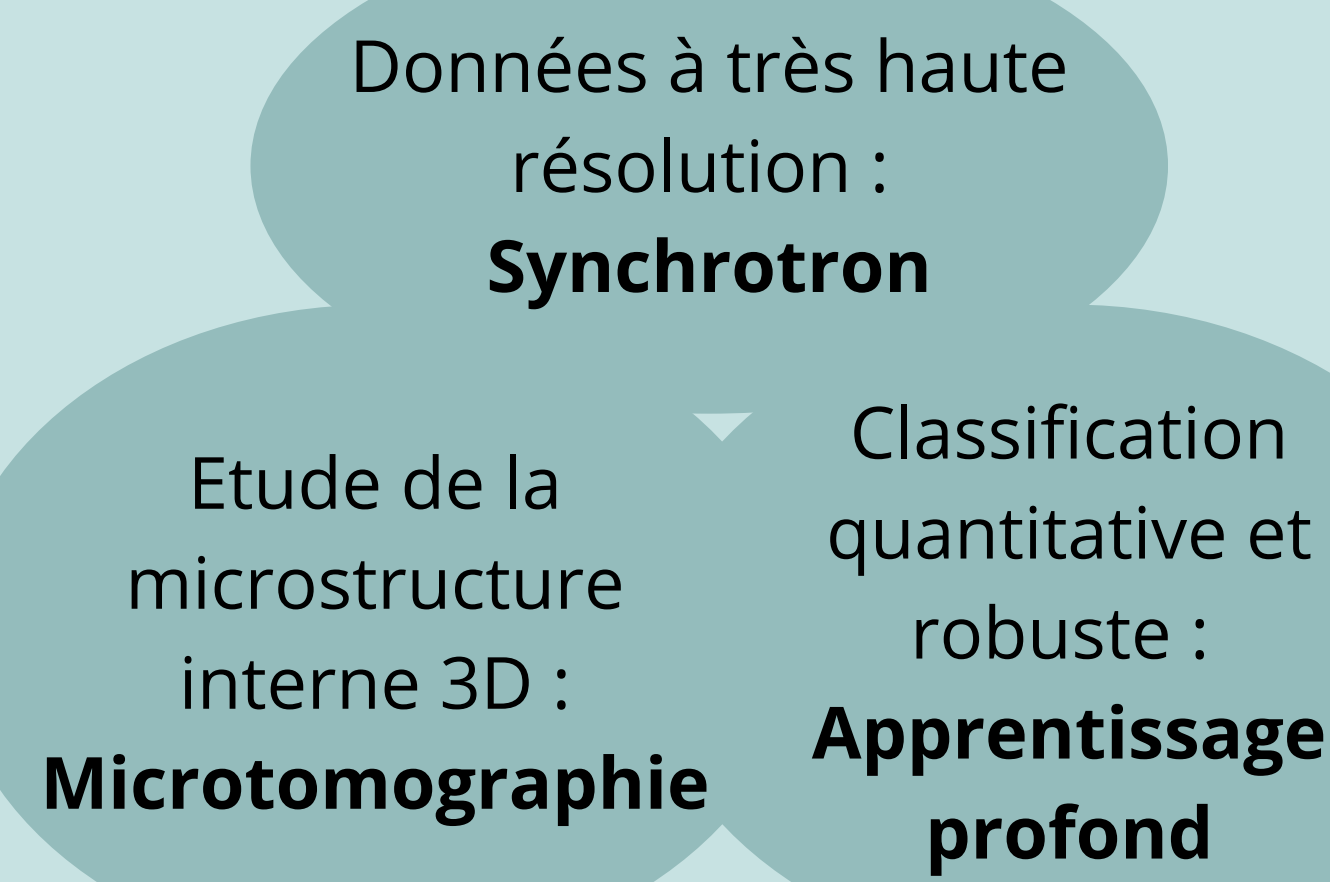 Données à très haute
résolution :
Synchrotron
Etude de la
microstructure
interne 3D :
Microtomographie
Classification
quantitative et
robuste :
Apprentissage
profond